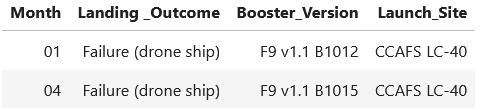 Month Landing _Outcome Booster_Version Launch_Site
01 Failure (drone ship) F9 v1.1 B1012 CCAFS LC-40
04 Failure (drone ship) F9 v1.1 B1015 CCAFS LC-40